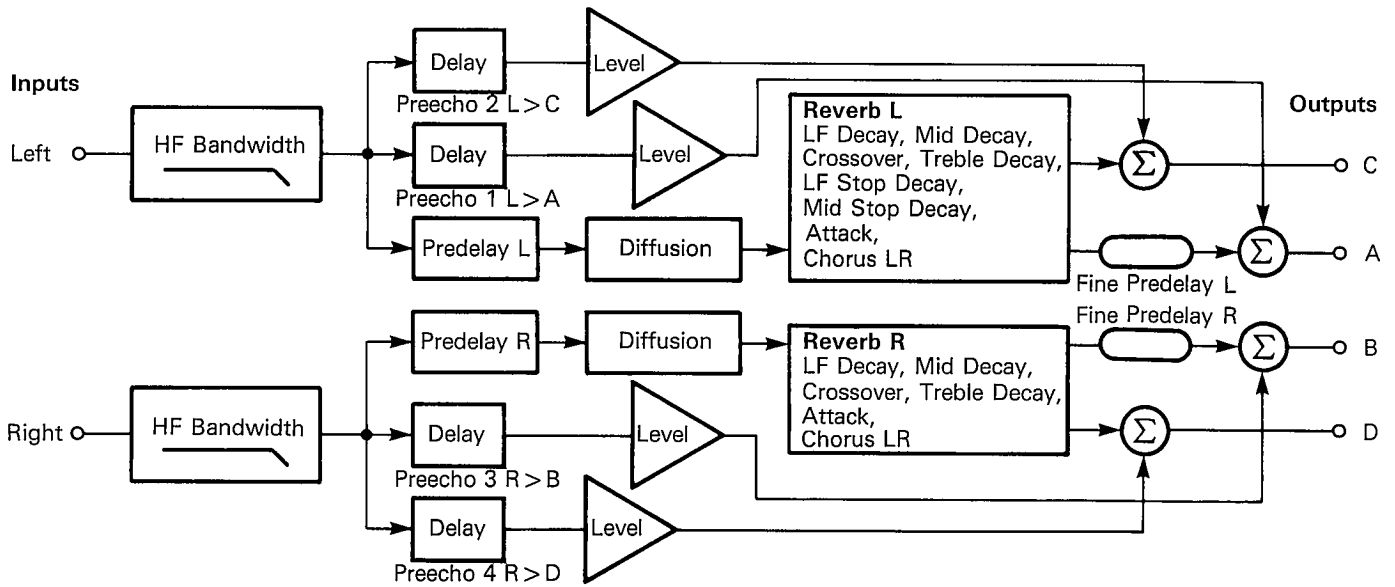 Inputs
Outputs
Delay
Level
Preecho 2 L > C
HF Bandwidth
Left
Delay
Level
Preecho 1 L > A
Predelay L
Diffusion
Reverb L
LF Decay, Mid Decay,
Crossover, Treble Decay,
LF Stop Decay,
Mid Stop Decay,
Attack,
Chorus LR
Σ
C
Σ
A
Fine Predelay L
Fine Predelay R
Predelay R
Diffusion
Reverb R
LF Decay, Mid Decay,
Crossover, Treble Decay,
Attack,
Chorus LR
Σ
B
Right
HF Bandwidth
Delay
Level
Preecho 3 R > B
Σ
D
Delay
Level
Preecho 4 R > D